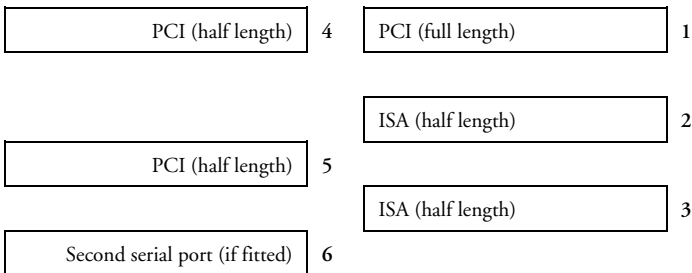 PCI (half length) 4 PCI (full length) 1
ISA (half length) 2
PCI (half length) 5
ISA (half length) 3
Second serial port (if fitted) 6